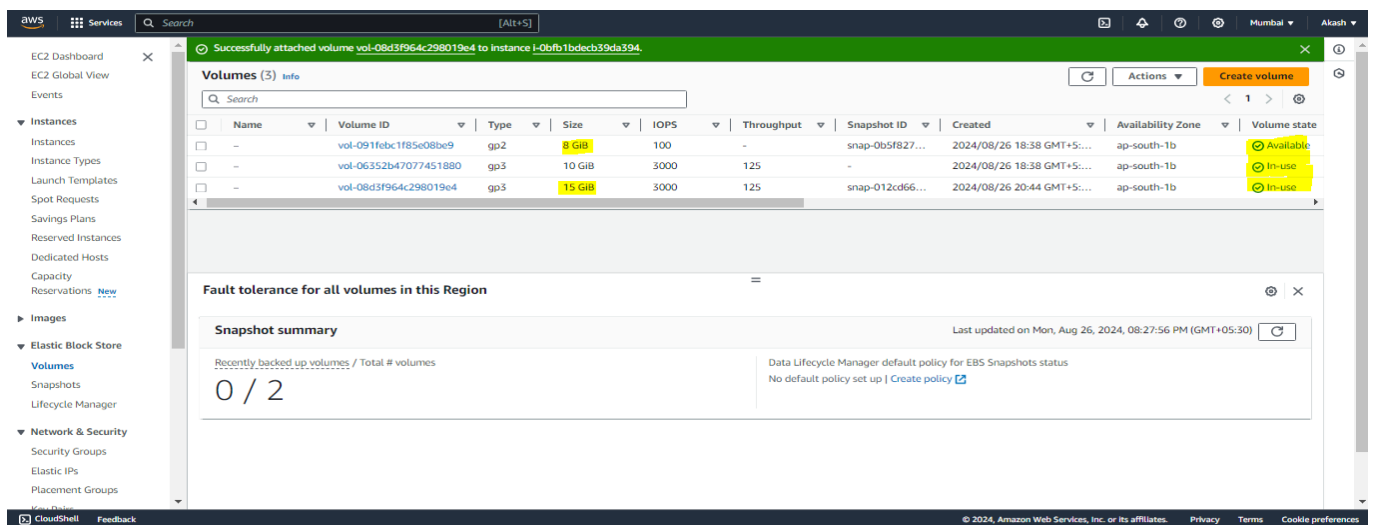 aws Services Search [Alt+S] Mumbai ▼ Akash ▼
EC2 Dashboard
EC2 Global View
Events
Instances
Instances
Instance Types
Launch Templates
Spot Requests
Savings Plans
Reserved Instances
Dedicated Hosts
Capacity
Reservations New
Images
Elastic Block Store
Volumes
Snapshots
Lifecycle Manager
Network & Security
Security Groups
Elastic IPs
Placement Groups
Successfully attached volume vol-08d3f964c298019e4 to instance i-0bfb1bdecb39da394.
Volumes (3) Info Actions ▼ Create volume
Search 1
Name Volume ID Type Size IOPS Throughput Snapshot ID Created Availability Zone Volume state
– vol-091febc1f85e08be9 gp2 8 GiB 100 - snap-0b5f827... 2024/08/26 18:38 GMT+5:... ap-south-1b Available
– vol-06352b47077451880 gp3 10 GiB 3000 125 – 2024/08/26 18:38 GMT+5:... ap-south-1b In-use
– vol-08d3f964c298019e4 gp3 15 GiB 3000 125 snap-012cd66... 2024/08/26 20:44 GMT+5:... ap-south-1b In-use
Fault tolerance for all volumes in this Region
Snapshot summary Last updated on Mon, Aug 26, 2024, 08:27:56 PM (GMT+05:30)
Recently backed up volumes / Total # volumes
0 / 2
Data Lifecycle Manager default policy for EBS Snapshots status
No default policy set up | Create policy
CloudShell Feedback © 2024, Amazon Web Services, Inc. or its affiliates. Privacy Terms Cookie preferences